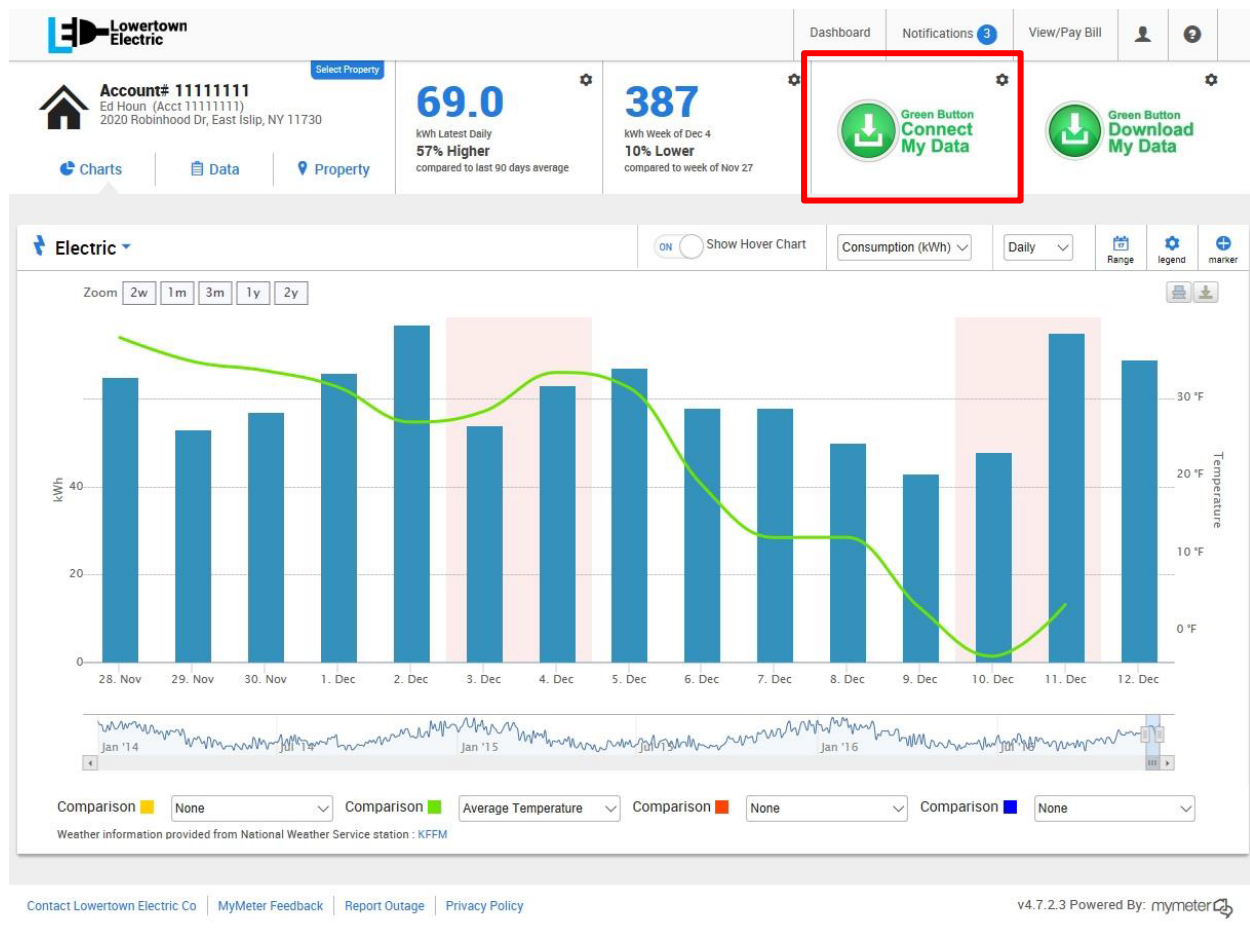 Lowertown
Electric
Dashboard
Notifications 3
View/Pay Bill
Select Property
Account# 11111111
Ed Houn (Acct 11111111)
2020 Robinhood Dr, East Islip, NY 11730
Charts
Data
Property
69.0
kWh Latest Daily
57% Higher
compared to last 90 days average
387
kWh Week of Dec 4
10% Lower
compared to week of Nov 27
Green Button
Connect
My Data
Green Button
Download
My Data
Electric
ON
Show Hover Chart
Consumption (kWh)
Daily
Range
legend
marker
Zoom 2w 1m 3m 1y 2y
kWh
40
20
0
30 °F
20 °F
10 °F
0 °F
Temperature
28. Nov 29. Nov 30. Nov 1. Dec 2. Dec 3. Dec 4. Dec 5. Dec 6. Dec 7. Dec 8. Dec 9. Dec 10. Dec 11. Dec 12. Dec
Jan '14 Jul '14 Jan '15 Jul '15 Jan '16 Jul '16
Comparison None Comparison Average Temperature Comparison None Comparison None
Weather information provided from National Weather Service station : KFFM
Contact Lowertown Electric Co MyMeter Feedback Report Outage Privacy Policy
v4.7.2.3 Powered By: mymeter